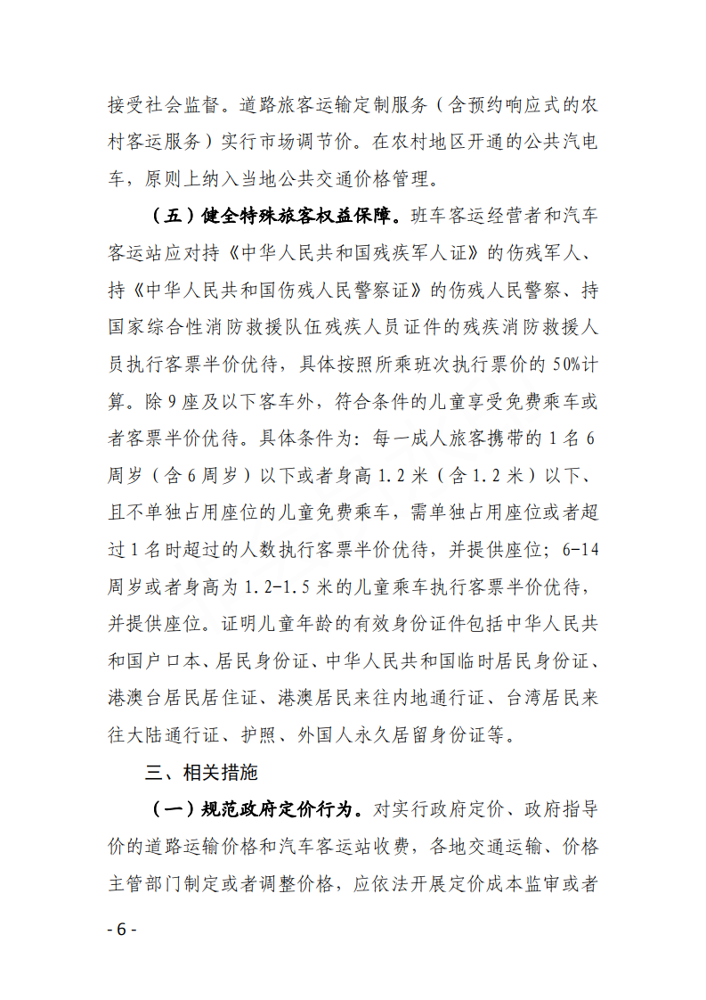 接受社会监督。道路旅客运输定制服务（含预约响应式的农
村客运服务）实行市场调节价。在农村地区开通的公共汽电
车，原则上纳入当地公共交通价格管理。
（五）健全特殊旅客权益保障。班车客运经营者和汽车
客运站应对持《中华人民共和国残疾军人证》的伤残军人、
持《中华人民共和国伤残人民警察证》的伤残人民警察、持
国家综合性消防救援队伍残疾人员证件的残疾消防救援人
员执行客票半价优待，具体按照所乘班次执行票价的 50%计
算。除 9 座及以下客车外，符合条件的儿童享受免费乘车或
者客票半价优待。具体条件为：每一成人旅客携带的 1 名 6
周岁（含 6 周岁）以下或者身高 1.2 米（含 1.2 米）以下、
且不单独占用座位的儿童免费乘车，需单独占用座位或者超
过 1 名时超过的人数执行客票半价优待，并提供座位；6-14
周岁或者身高为 1.2-1.5 米的儿童乘车执行客票半价优待，
并提供座位。证明儿童年龄的有效身份证件包括中华人民共
和国户口本、居民身份证、中华人民共和国临时居民身份证、
港澳台居民居住证、港澳居民来往内地通行证、台湾居民来
往大陆通行证、护照、外国人永久居留身份证等。
三、相关措施
（一）规范政府定价行为。对实行政府定价、政府指导
价的道路运输价格和汽车客运站收费，各地交通运输、价格
主管部门制定或者调整价格，应依法开展定价成本监审或者
- 6 -